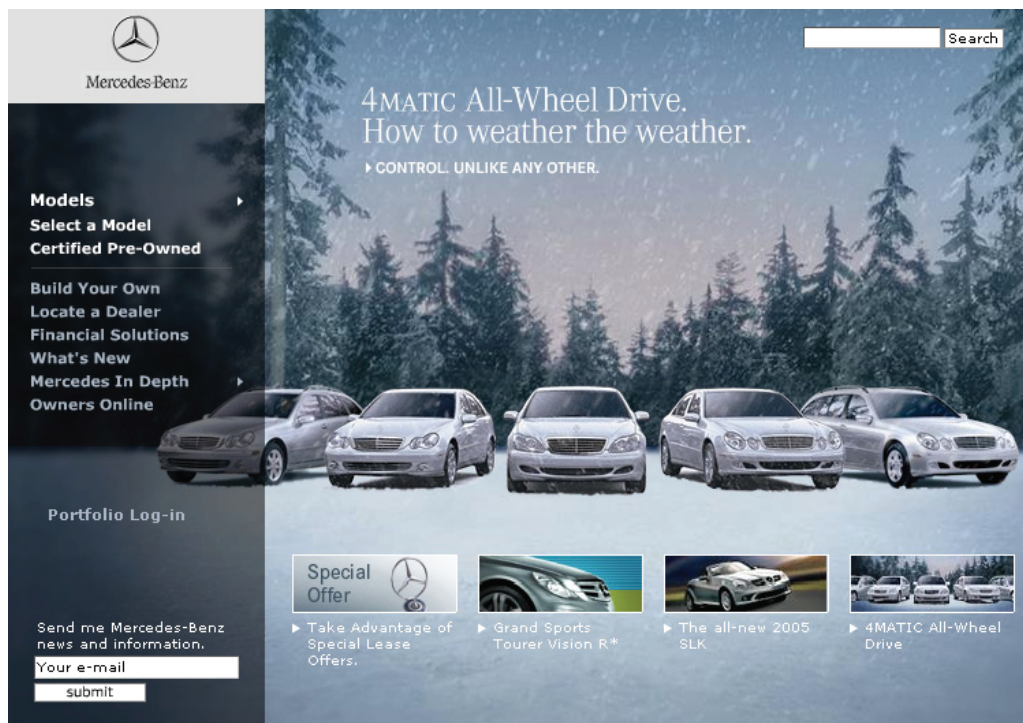 Mercedes-Benz
Search
4MATIC All-Wheel Drive.
How to weather the weather.
CONTROL. UNLIKE ANY OTHER.
Models
Select a Model
Certified Pre-Owned
Build Your Own
Locate a Dealer
Financial Solutions
What's New
Mercedes In Depth
Owners Online
Portfolio Log-in
Send me Mercedes-Benz
news and information.
Your e-mail
submit
Special
Offer
Take Advantage of
Special Lease
Offers.
Grand Sports
Tourer Vision R*
The all-new 2005
SLK
4MATIC All-Wheel
Drive